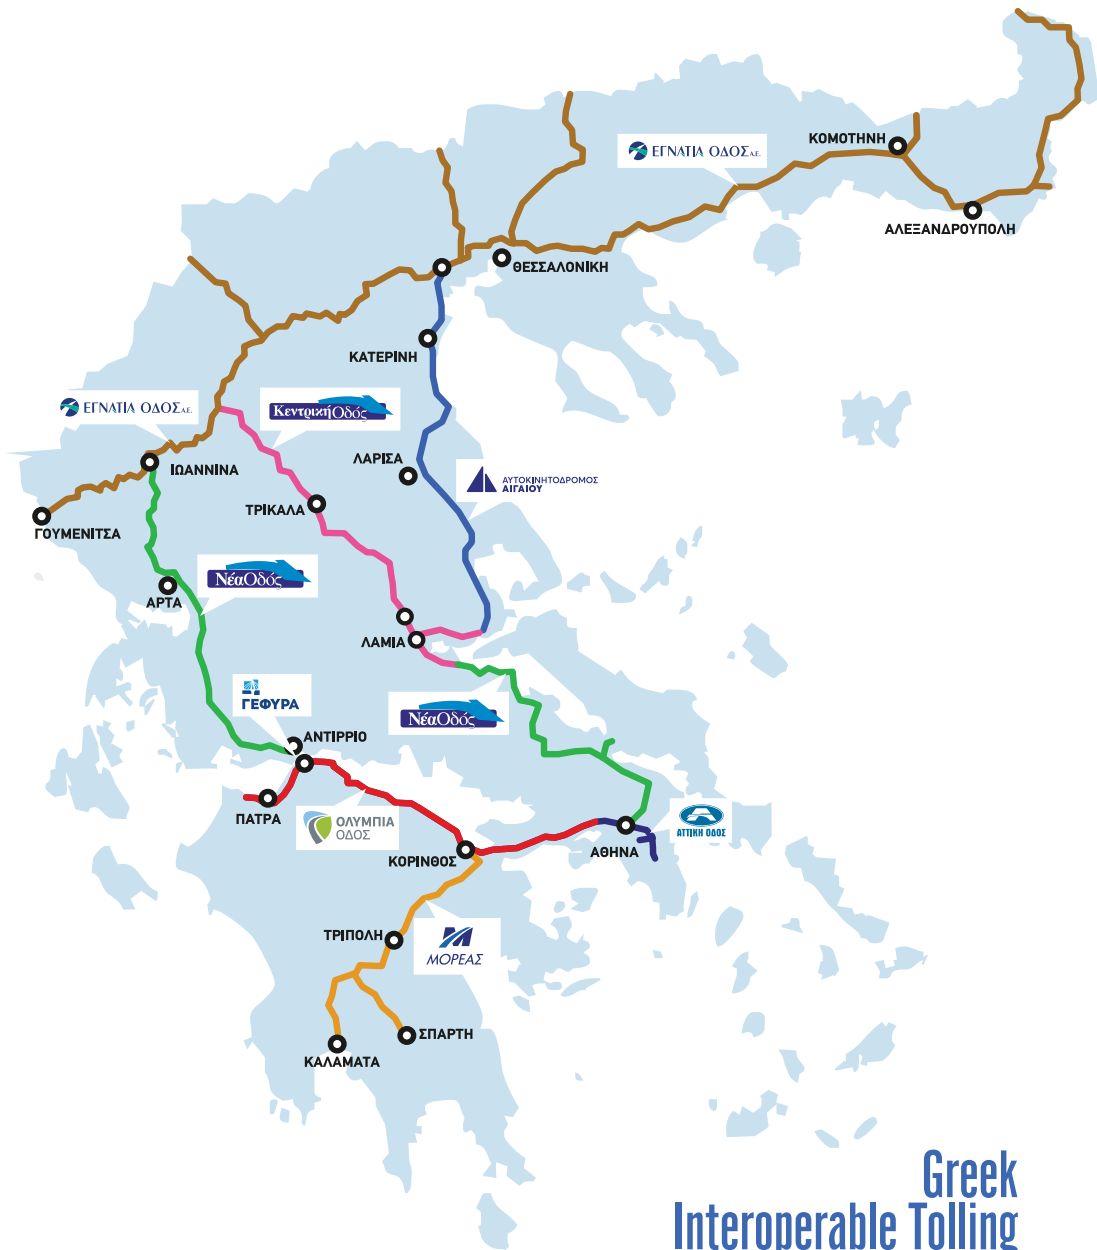 ΚΟΜΟΤΗΝΗ
ΕΓΝΑΤΙΑ ΟΔΟΣ Α.Ε.
ΑΛΕΞΑΝΔΡΟΥΠΟΛΗ
ΘΕΣΣΑΛΟΝΙΚΗ
ΚΑΤΕΡΙΝΗ
ΕΓΝΑΤΙΑ ΟΔΟΣ Α.Ε.
ΚεντρικήΟδός
ΛΑΡΙΣΑ
ΙΩΑΝΝΙΝΑ
ΑΥΤΟΚΙΝΗΤΟΔΡΟΜΟΣ
ΑΙΓΑΙΟΥ
ΤΡΙΚΑΛΑ
ΓΟΥΜΕΝΙΤΣΑ
ΝέαΟδός
ΑΡΤΑ
ΛΑΜΙΑ
ΓΕΦΥΡΑ
ΝέαΟδός
ΑΝΤΙΡΡΙΟ
ΠΑΤΡΑ
ΟΛΥΜΠΙΑ
ΟΔΟΣ
ΑΤΤΙΚΗ ΟΔΟΣ
ΑΘΗΝΑ
ΚΟΡΙΝΘΟΣ
ΤΡΙΠΟΛΗ
ΜΟΡΕΑΣ
ΣΠΑΡΤΗ
ΚΑΛΑΜΑΤΑ
Greek
Interoperable Tolling